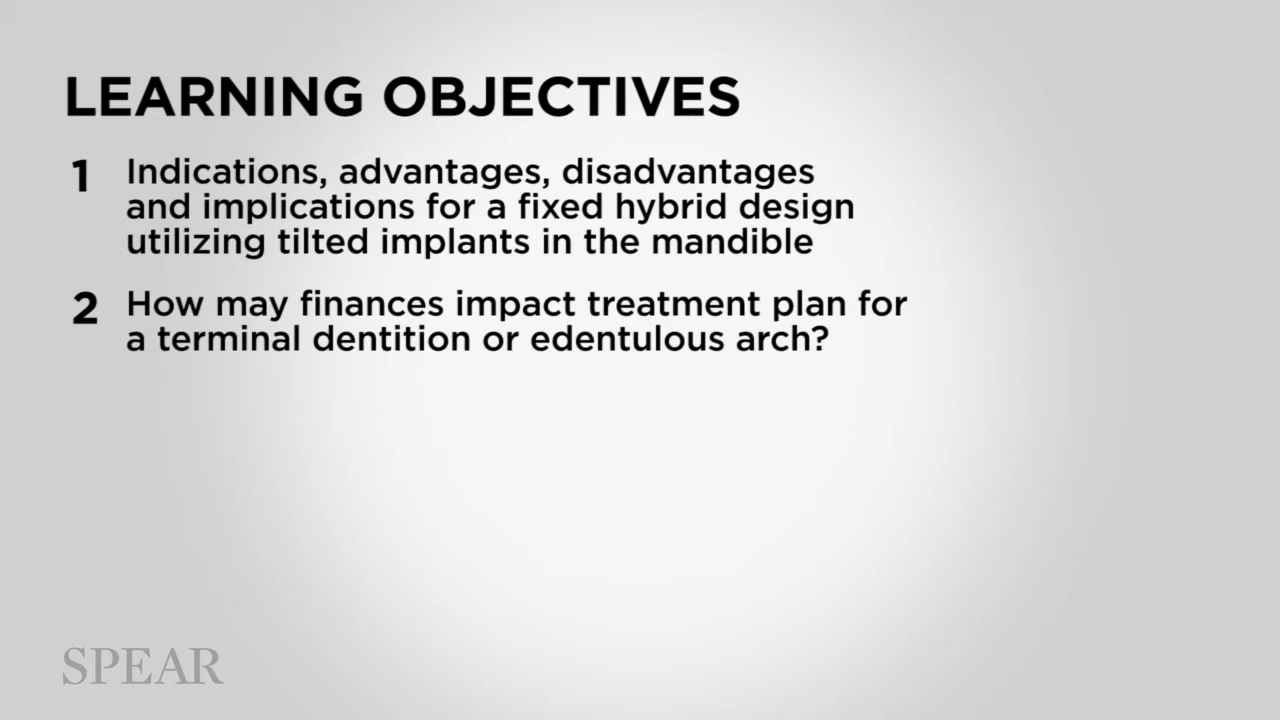 LEARNING OBJECTIVES
1 Indications, advantages, disadvantages
and implications for a fixed hybrid design
utilizing tilted implants in the mandible
2 How may finances impact treatment plan for
a terminal dentition or edentulous arch?
SPEAR